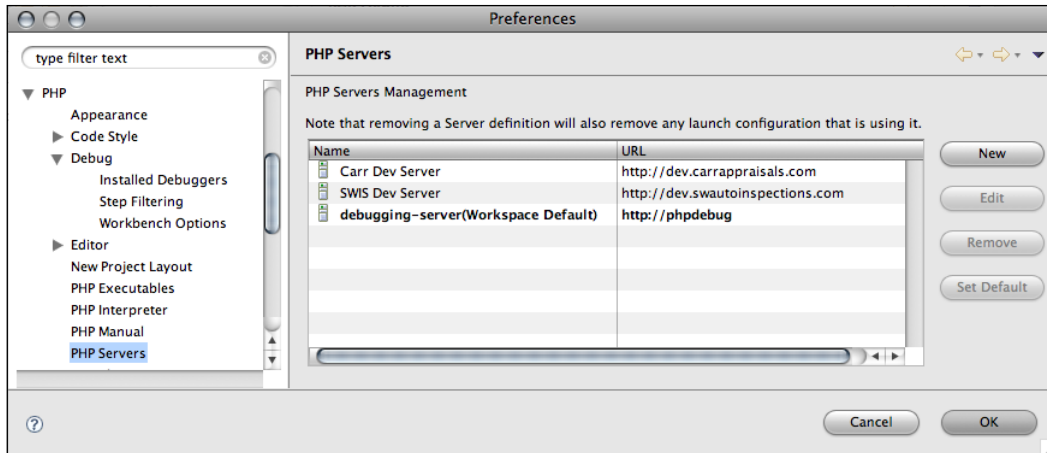 Preferences
type filter text
PHP
Appearance
Code Style
Debug
Installed Debuggers
Step Filtering
Workbench Options
Editor
New Project Layout
PHP Executables
PHP Interpreter
PHP Manual
PHP Servers
PHP Servers
PHP Servers Management
Note that removing a Server definition will also remove any launch configuration that is using it.
Name URL
Carr Dev Server http://dev.carrappraisals.com
SWIS Dev Server http://dev.swautoinspections.com
debugging-server(Workspace Default) http://phpdebug
New
Edit
Remove
Set Default
?
Cancel
OK